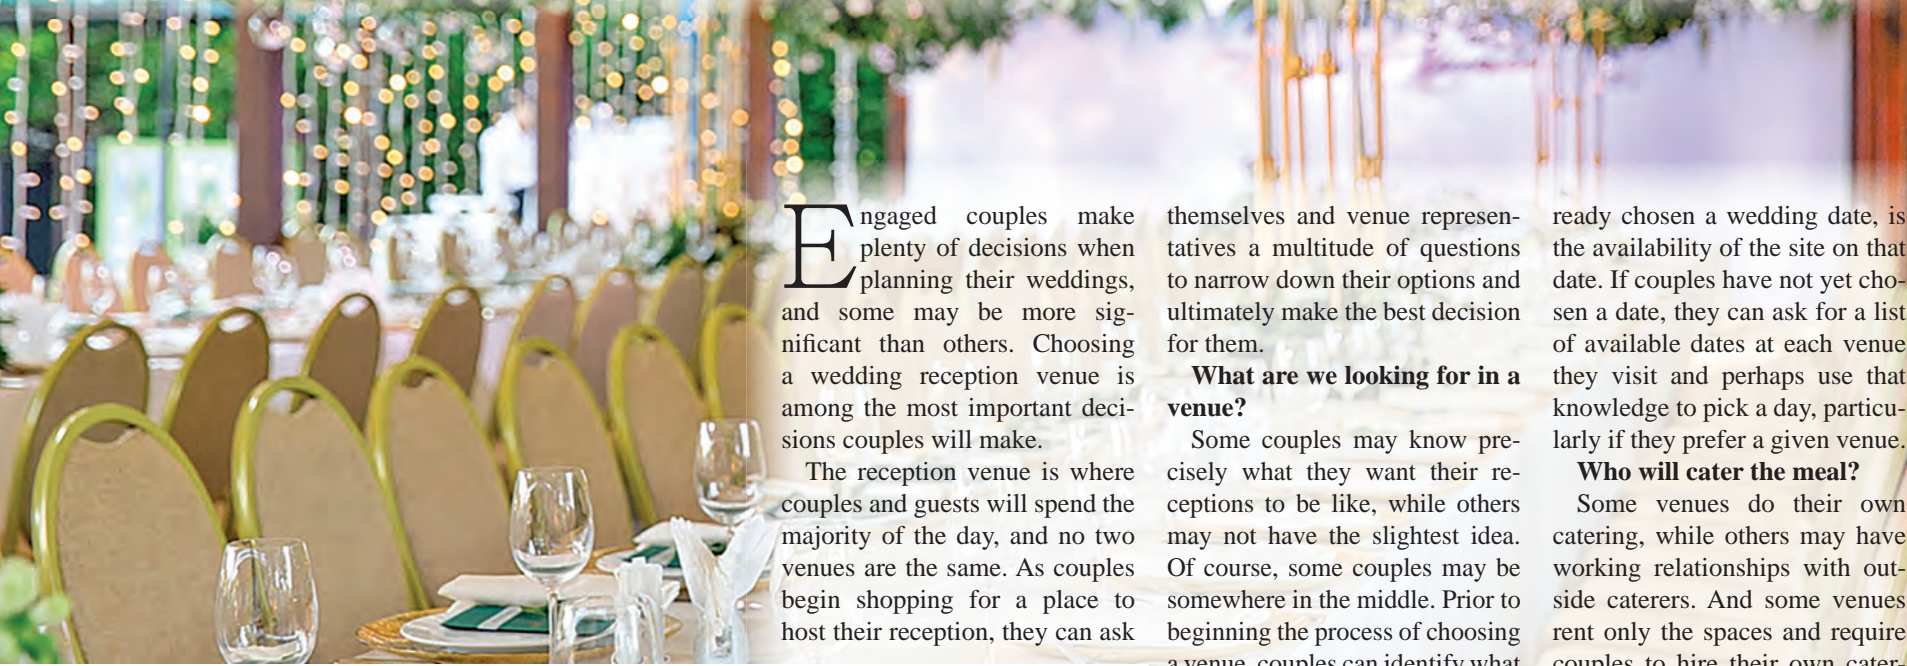 Engaged couples make
plenty of decisions when
planning their weddings,
and some may be more sig-
nificant than others. Choosing
a wedding reception venue is
among the most important deci-
sions couples will make.
The reception venue is where
couples and guests will spend the
majority of the day, and no two
venues are the same. As couples
begin shopping for a place to
host their reception, they can ask
themselves and venue represen-
tatives a multitude of questions
to narrow down their options and
ultimately make the best decision
for them.
What are we looking for in a
venue?
Some couples may know pre-
cisely what they want their re-
ceptions to be like, while others
may not have the slightest idea.
Of course, some couples may be
somewhere in the middle. Prior to
beginning the process of choosing
a venue, couples can identify what
ready chosen a wedding date, is
the availability of the site on that
date. If couples have not yet cho-
sen a date, they can ask for a list
of available dates at each venue
they visit and perhaps use that
knowledge to pick a day, particu-
larly if they prefer a given venue.
Who will cater the meal?
Some venues do their own
catering, while others may have
working relationships with out-
side caterers. And some venues
rent only the spaces and require
couples to hire their own cater-